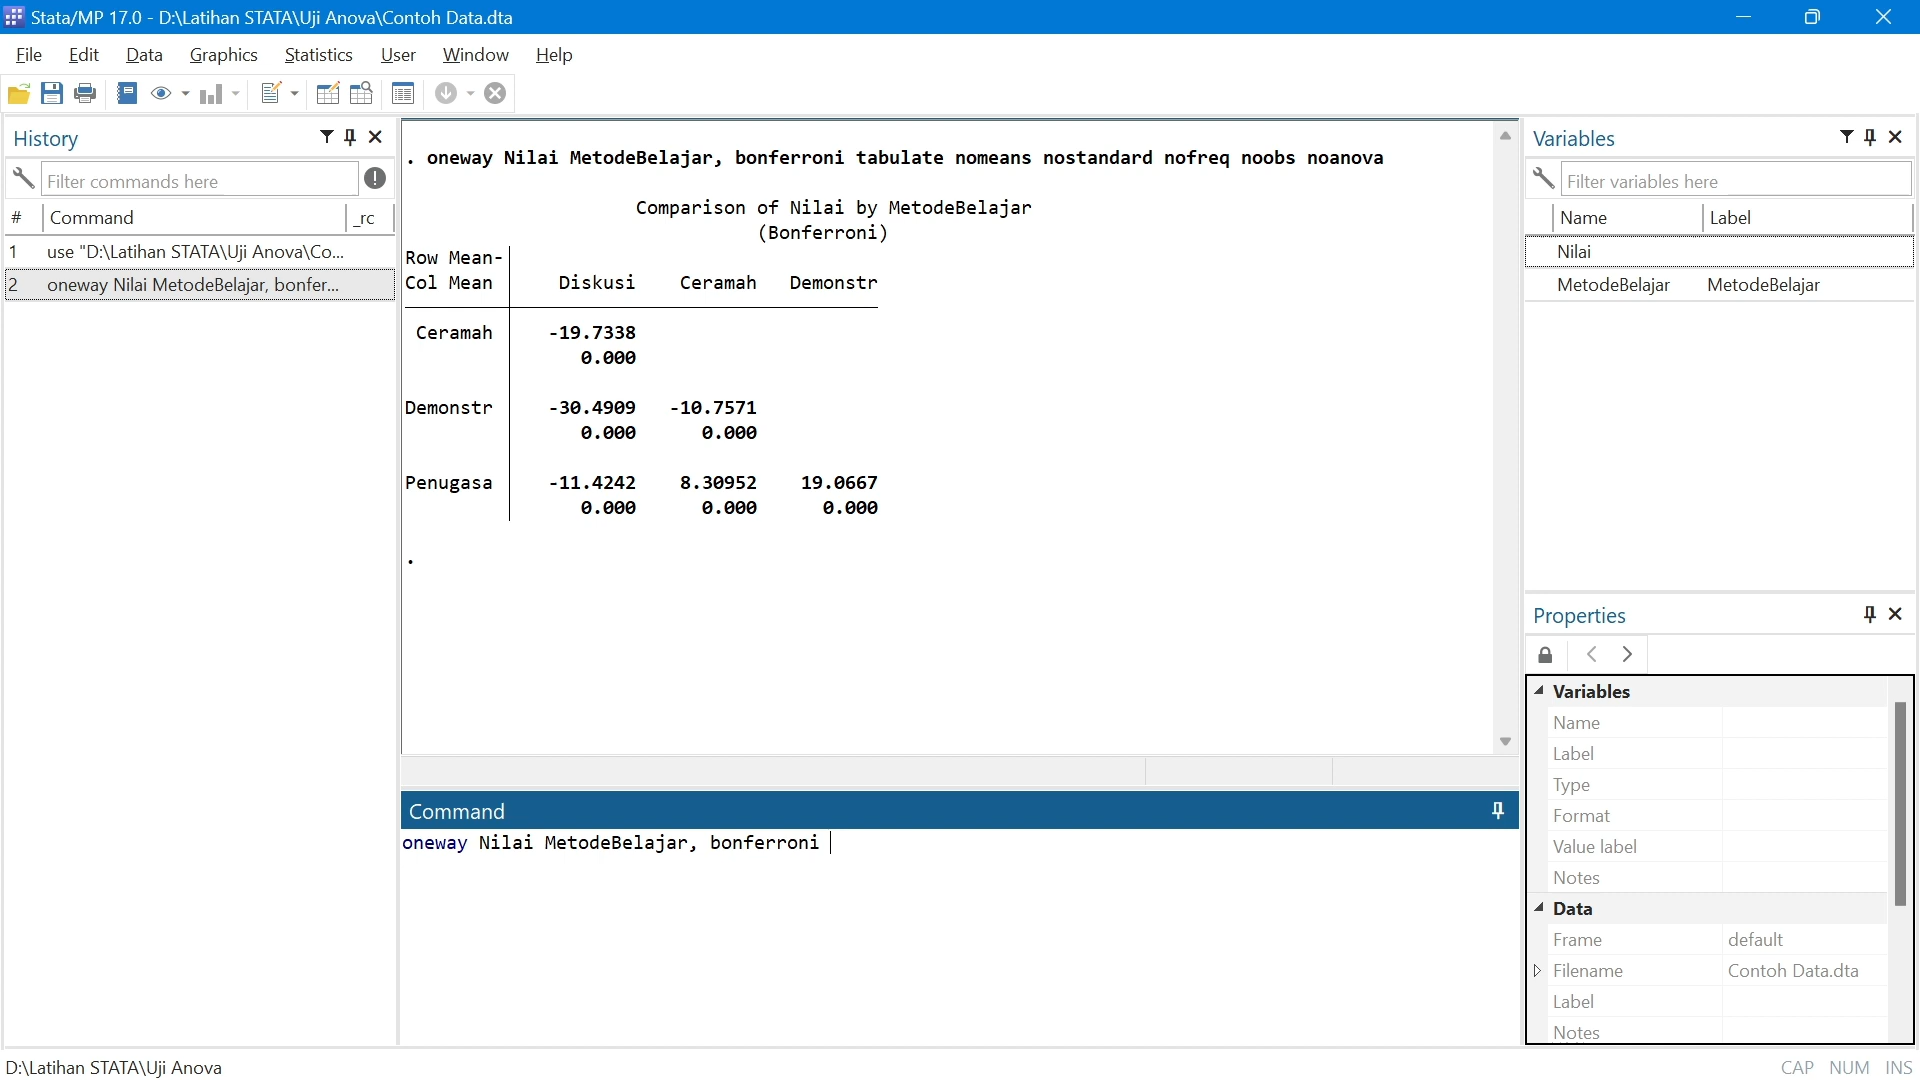 Stata/MP 17.0 - D:\Latihan STATA\Uji Anova\Contoh Data.dta
File Edit Data Graphics Statistics User Window Help
History
Filter commands here
# Command _rc
1 use "D:\Latihan STATA\Uji Anova\Co...
2 oneway Nilai MetodeBelajar, bonfer...
. oneway Nilai MetodeBelajar, bonferroni tabulate nomeans nostandard nofreq noobs noanova
Comparison of Nilai by MetodeBelajar
(Bonferroni)
Row Mean-
Col Mean Diskusi Ceramah Demonstr
Ceramah -19.7338
0.000
Demonstr -30.4909 -10.7571
0.000 0.000
Penugasa -11.4242 8.30952 19.0667
0.000 0.000 0.000
.
Command
oneway Nilai MetodeBelajar, bonferroni
Variables
Filter variables here
Name Label
Nilai
MetodeBelajar MetodeBelajar
Properties
Variables
Name
Label
Type
Format
Value label
Notes
Data
Frame default
Filename Contoh Data.dta
Label
Notes
D:\Latihan STATA\Uji Anova
CAP NUM INS